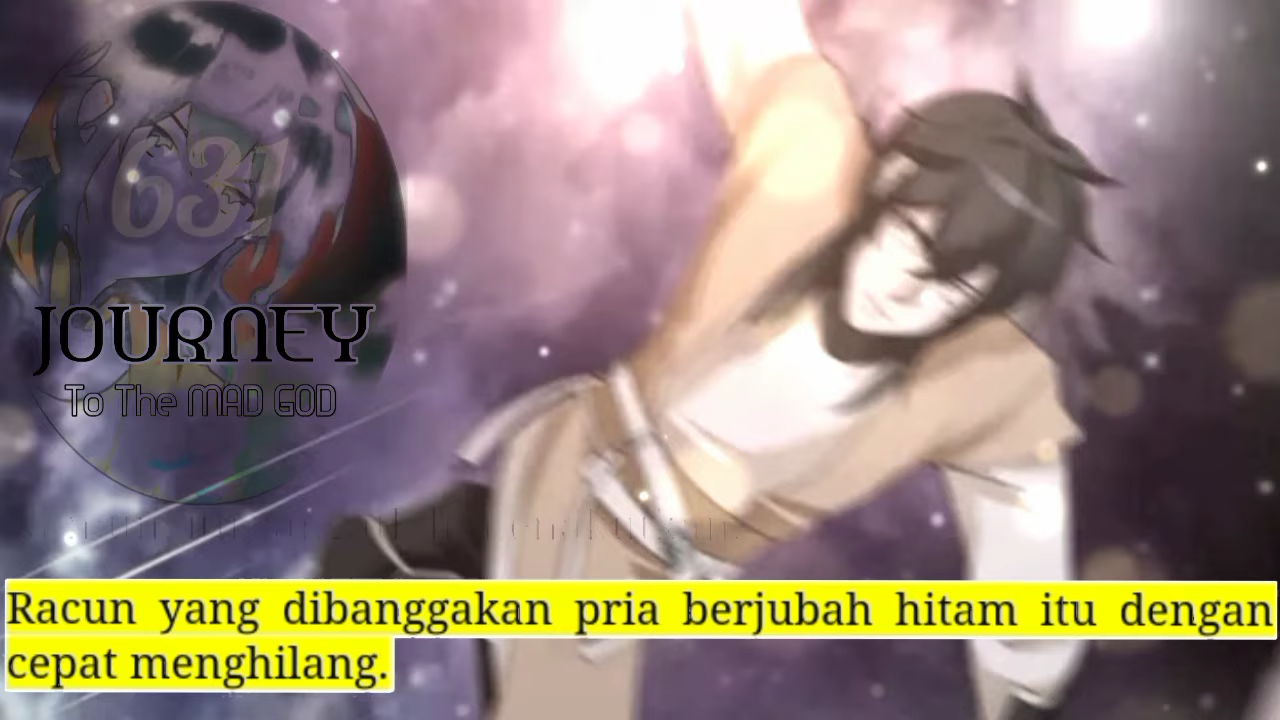 631
JOURNEY
To The MAD GOD
Racun yang dibanggakan pria berjubah hitam itu dengan
cepat menghilang.